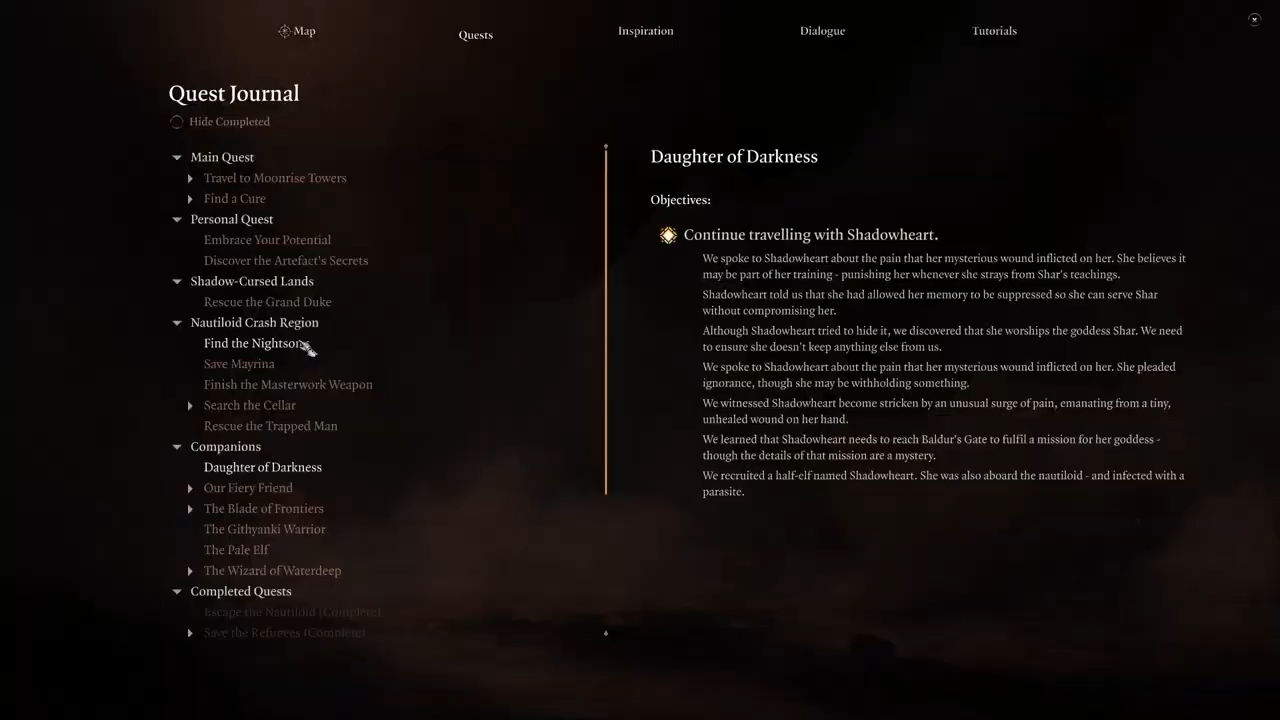 Map
Quests
Inspiration
Dialogue
Tutorials
Quest Journal
Hide Completed
Main Quest
Travel to Moonrise Towers
Find a Cure
Personal Quest
Embrace Your Potential
Discover the Artefact's Secrets
Shadow-Cursed Lands
Rescue the Grand Duke
Nautiloid Crash Region
Find the Nightsong
Save Mayrina
Finish the Masterwork Weapon
Search the Cellar
Rescue the Trapped Man
Companions
Daughter of Darkness
Our Fiery Friend
The Blade of Frontiers
The Githyanki Warrior
The Pale Elf
The Wizard of Waterdeep
Completed Quests
Escape the Nautiloid (Complete)
Save the Refugees (Complete)
Daughter of Darkness
Objectives:
Continue travelling with Shadowheart.
We spoke to Shadowheart about the pain that her mysterious wound inflicted on her. She believes it
may be part of her training - punishing her whenever she strays from Shar's teachings.
Shadowheart told us that she had allowed her memory to be suppressed so she can serve Shar
without compromising her.
Although Shadowheart tried to hide it, we discovered that she worships the goddess Shar. We need
to ensure she doesn't keep anything else from us.
We spoke to Shadowheart about the pain that her mysterious wound inflicted on her. She pleaded
ignorance, though she may be withholding something.
We witnessed Shadowheart become stricken by an unusual surge of pain, emanating from a tiny,
unhealed wound on her hand.
We learned that Shadowheart needs to reach Baldur's Gate to fulfil a mission for her goddess -
though the details of that mission are a mystery.
We recruited a half-elf named Shadowheart. She was also aboard the nautiloid - and infected with a
parasite.